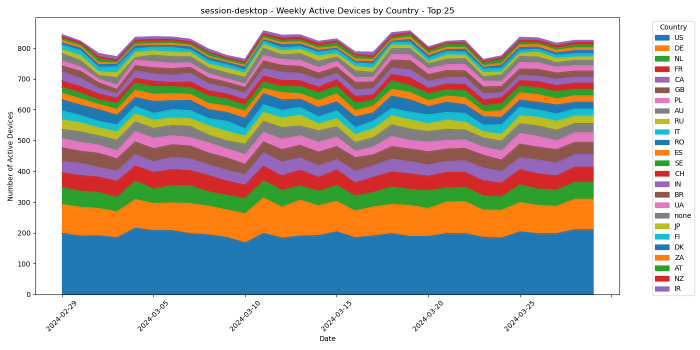 session-desktop - Weekly Active Devices by Country - Top 25
Number of Active Devices
800
700
600
500
400
300
200
100
0
2024-02-29
2024-03-05
2024-03-10
2024-03-15
2024-03-20
2024-03-25
Date
Country
US
DE
NL
FR
CA
GB
PL
AU
RU
IT
RO
ES
SE
CH
IN
BR
UA
none
JP
FI
DK
ZA
AT
NZ
IR